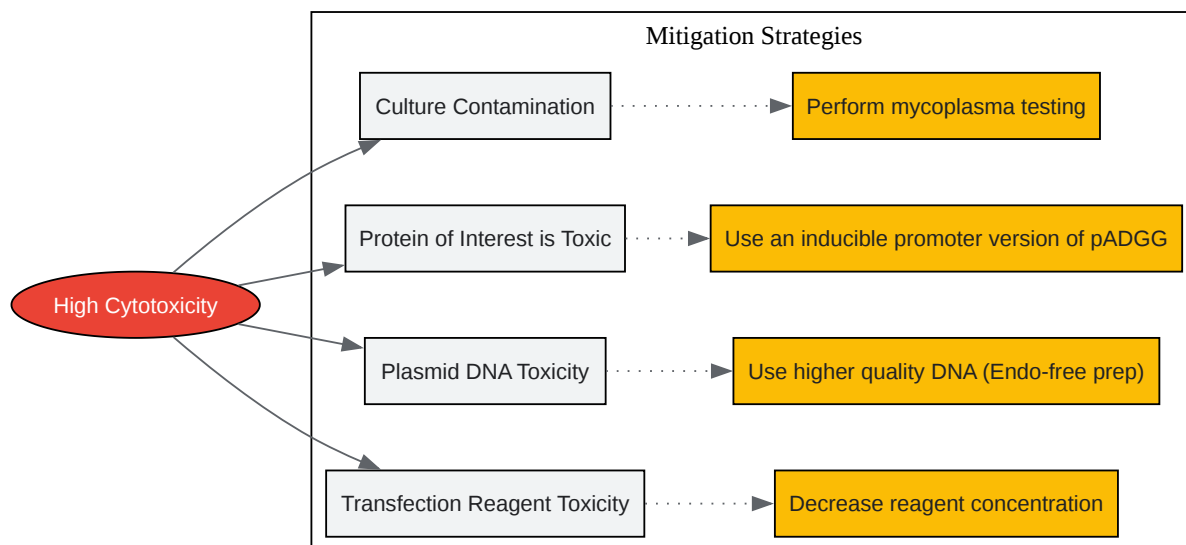 Mitigation Strategies
Culture Contamination
Perform mycoplasma testing
Protein of Interest is Toxic
Use an inducible promoter version of pADGG
High Cytotoxicity
Plasmid DNA Toxicity
Use higher quality DNA (Endo-free prep)
Transfection Reagent Toxicity
Decrease reagent concentration